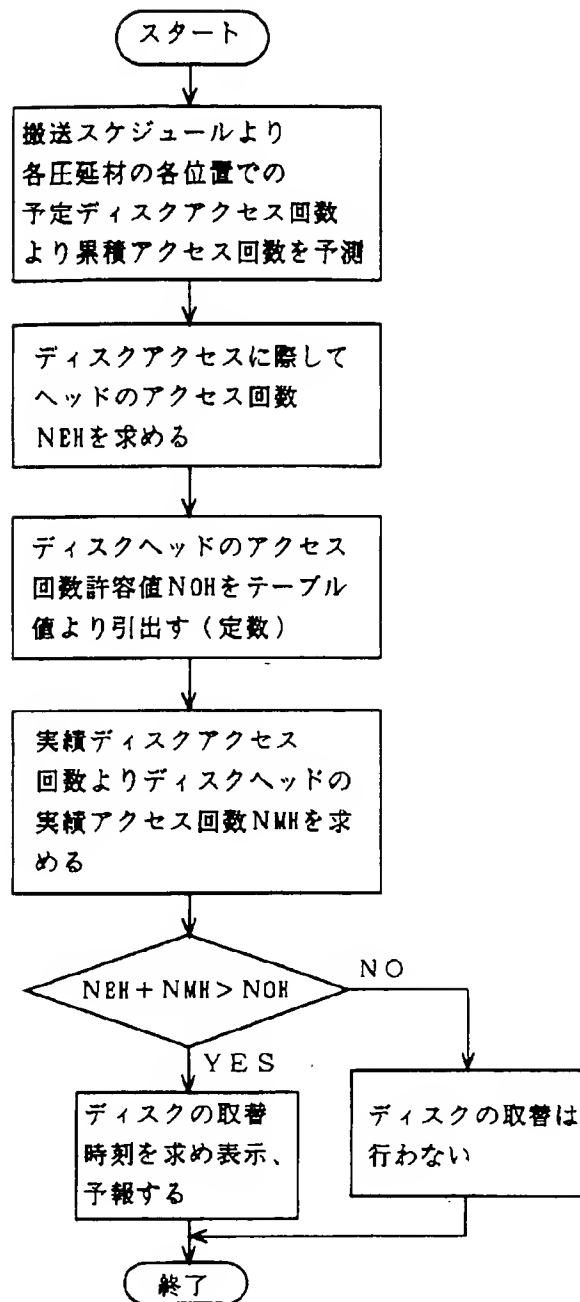 スタート
搬送スケジュールより
各圧延材の各位置での
予定ディスクアクセス回数
より累積アクセス回数を予測
ディスクアクセスに際して
ヘッドのアクセス回数
NEHを求める
ディスクヘッドのアクセス
回数許容値NOHをテーブル
値より引出す（定数）
実績ディスクアクセス
回数よりディスクヘッドの
実績アクセス回数NMHを求
める
NEH＋NMH>NOH
NO
YES
ディスクの取替
時刻を求め表示、
予報する
ディスクの取替は
行わない
終了